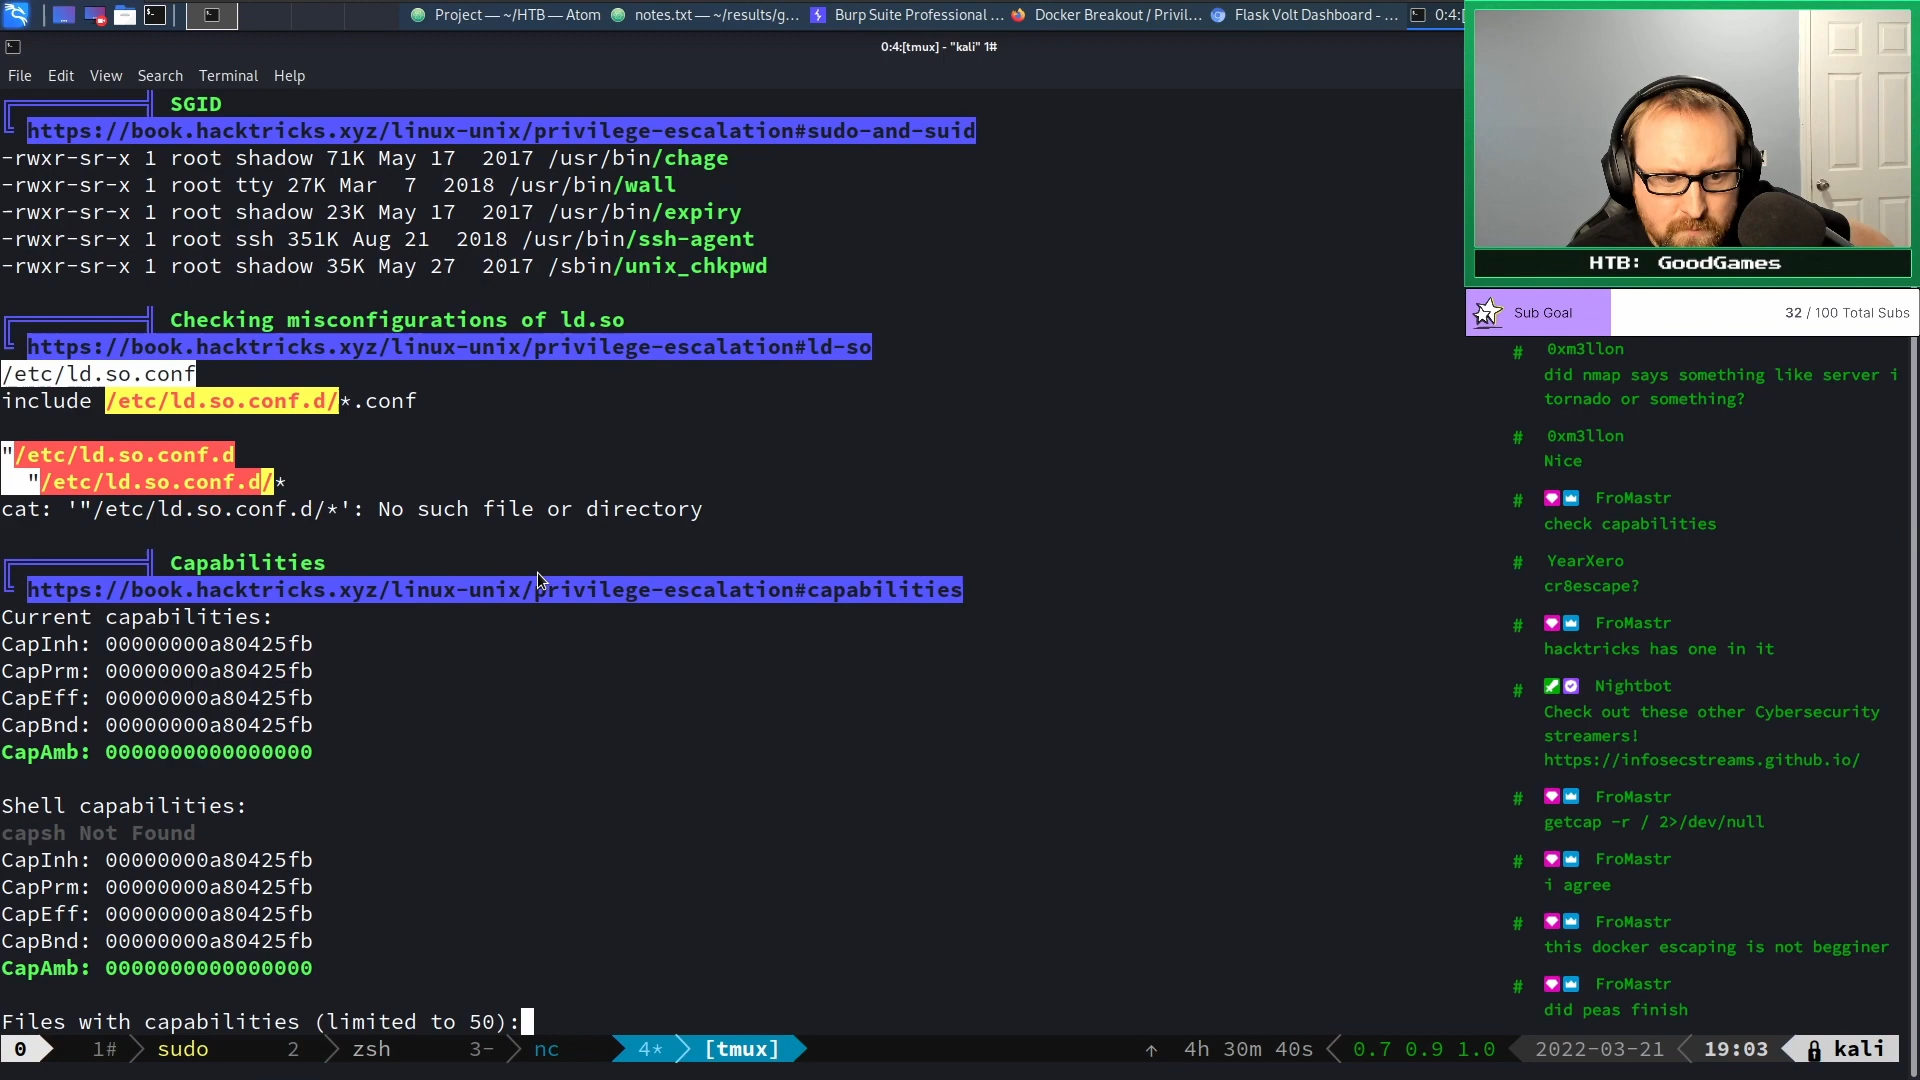 Project — ~/HTB — Atom
notes.txt — ~/results/g...
Burp Suite Professional ...
Docker Breakout / Privil...
Flask Volt Dashboard - ...
0:4:[
0:4:[tmux] - "kali" 1#
File Edit View Search Terminal Help
SGID
https://book.hacktricks.xyz/linux-unix/privilege-escalation#sudo-and-suid
-rwxr-sr-x 1 root shadow 71K May 17  2017 /usr/bin/chage
-rwxr-sr-x 1 root tty 27K Mar  7  2018 /usr/bin/wall
-rwxr-sr-x 1 root shadow 23K May 17  2017 /usr/bin/expiry
-rwxr-sr-x 1 root ssh 351K Aug 21  2018 /usr/bin/ssh-agent
-rwxr-sr-x 1 root shadow 35K May 27  2017 /sbin/unix_chkpwd
Checking misconfigurations of ld.so
https://book.hacktricks.xyz/linux-unix/privilege-escalation#ld-so
/etc/ld.so.conf
include /etc/ld.so.conf.d/*.conf
"/etc/ld.so.conf.d
"/etc/ld.so.conf.d/*
cat: '"/etc/ld.so.conf.d/*': No such file or directory
Capabilities
https://book.hacktricks.xyz/linux-unix/privilege-escalation#capabilities
Current capabilities:
CapInh: 00000000a80425fb
CapPrm: 00000000a80425fb
CapEff: 00000000a80425fb
CapBnd: 00000000a80425fb
CapAmb: 0000000000000000
Shell capabilities:
capsh Not Found
CapInh: 00000000a80425fb
CapPrm: 00000000a80425fb
CapEff: 00000000a80425fb
CapBnd: 00000000a80425fb
CapAmb: 0000000000000000
Files with capabilities (limited to 50):
0 1# sudo 2 zsh 3- nc 4* [tmux] ↑ 4h 30m 40s 0.7 0.9 1.0 2022-03-21 19:03 kali
HTB: GoodGames
Sub Goal 32 / 100 Total Subs
# 0xm3llon
did nmap says something like server i
tornado or something?
# 0xm3llon
Nice
# FroMastr
check capabilities
# YearXero
cr8escape?
# FroMastr
hacktricks has one in it
# Nightbot
Check out these other Cybersecurity
streamers!
https://infosecstreams.github.io/
# FroMastr
getcap -r / 2>/dev/null
# FroMastr
i agree
# FroMastr
this docker escaping is not begginer
# FroMastr
did peas finish